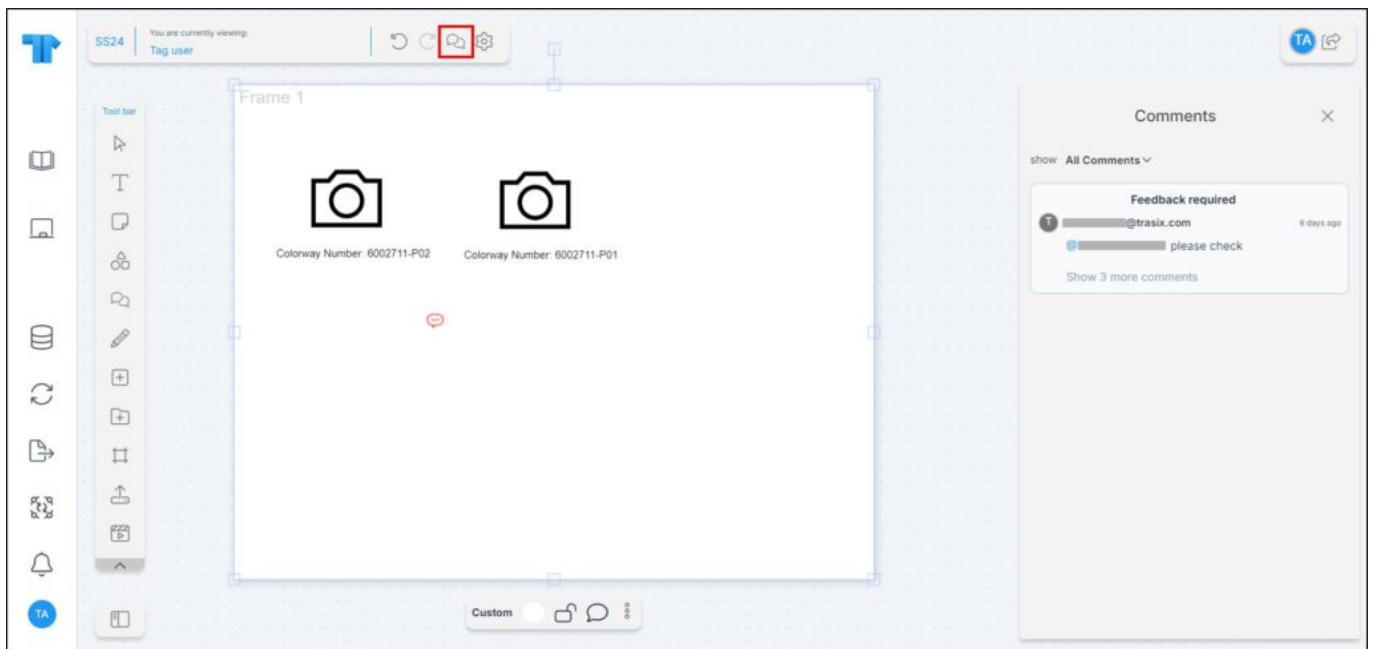 SS24
You are currently viewing:
Tag user
TA
Tool bar
Frame 1
Colorway Number: 6002711-P02
Colorway Number: 6002711-P01
Custom
Comments
show All Comments
Feedback required
T @trasix.com 6 days ago
@ please check
Show 3 more comments
TA